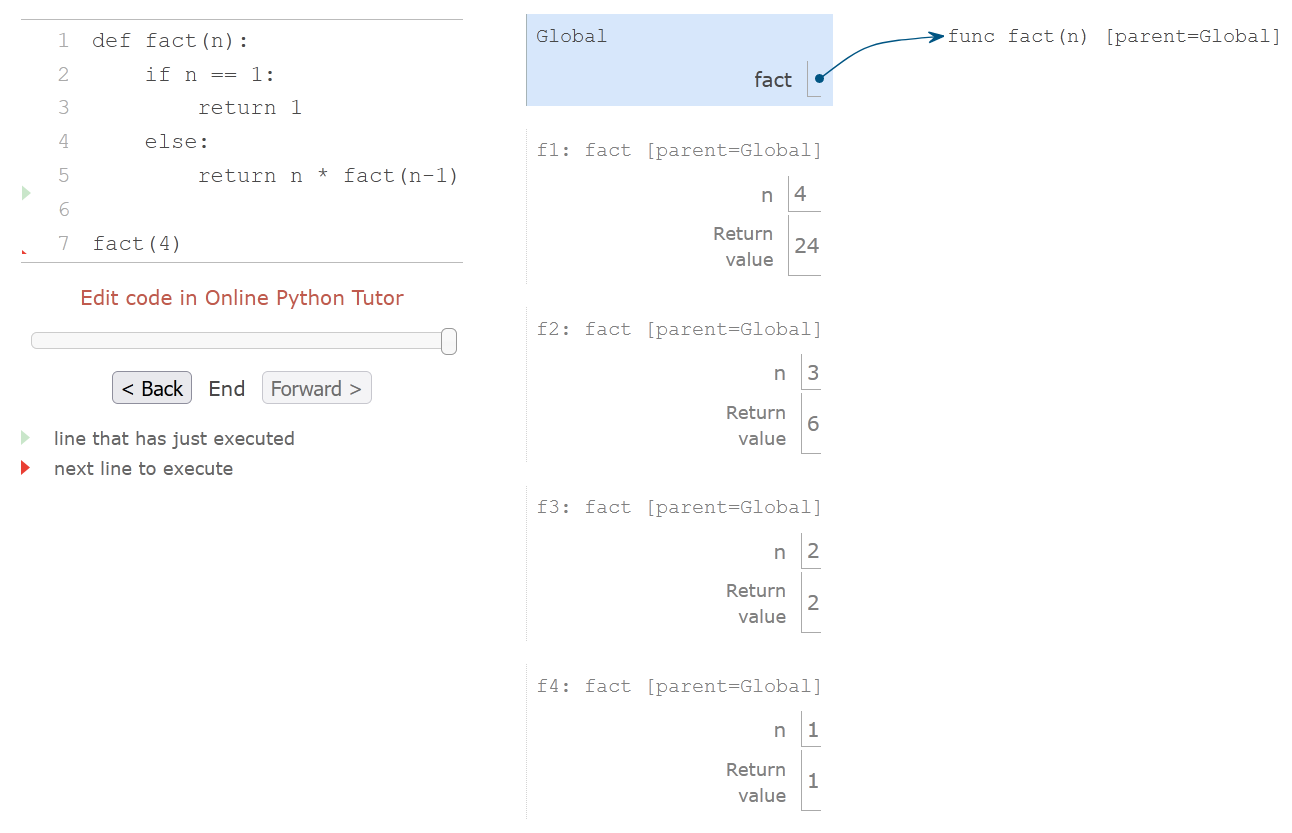 1 def fact(n):
2     if n == 1:
3         return 1
4     else:
5         return n * fact(n-1)
6
7 fact(4)
Edit code in Online Python Tutor
< Back End Forward >
line that has just executed
next line to execute
Global
fact
func fact(n) [parent=Global]
f1: fact [parent=Global]
n 4
Return
value 24
f2: fact [parent=Global]
n 3
Return
value 6
f3: fact [parent=Global]
n 2
Return
value 2
f4: fact [parent=Global]
n 1
Return
value 1